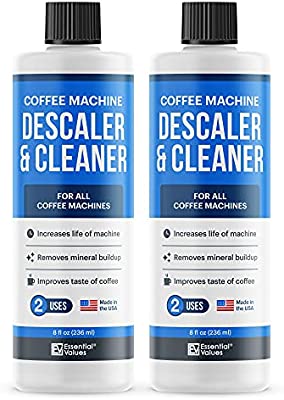 COFFEE MACHINE
DESCALER
& CLEANER
FOR ALL
COFFEE MACHINES
Increases life of machine
Removes mineral buildup
Improves taste of coffee
2 USES
Made in
the USA
8 fl oz (236 ml)
EV Essential®
Values
COFFEE MACHINE
DESCALER
& CLEANER
FOR ALL
COFFEE MACHINES
Increases life of machine
Removes mineral buildup
Improves taste of coffee
2 USES
Made in
the USA
8 fl oz (236 ml)
EV Essential®
Values